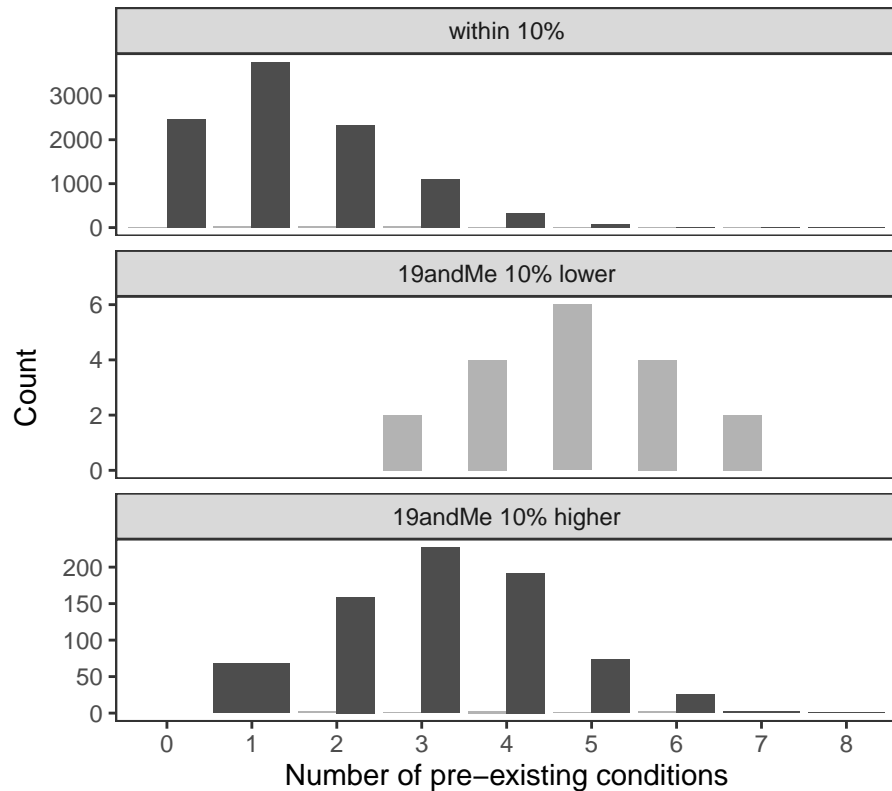 within 10%
3000
2000
1000
0
19andMe 10% lower
6
4
2
0
19andMe 10% higher
200
150
100
50
0
0 1 2 3 4 5 6 7 8
Number of pre−existing conditions
Count